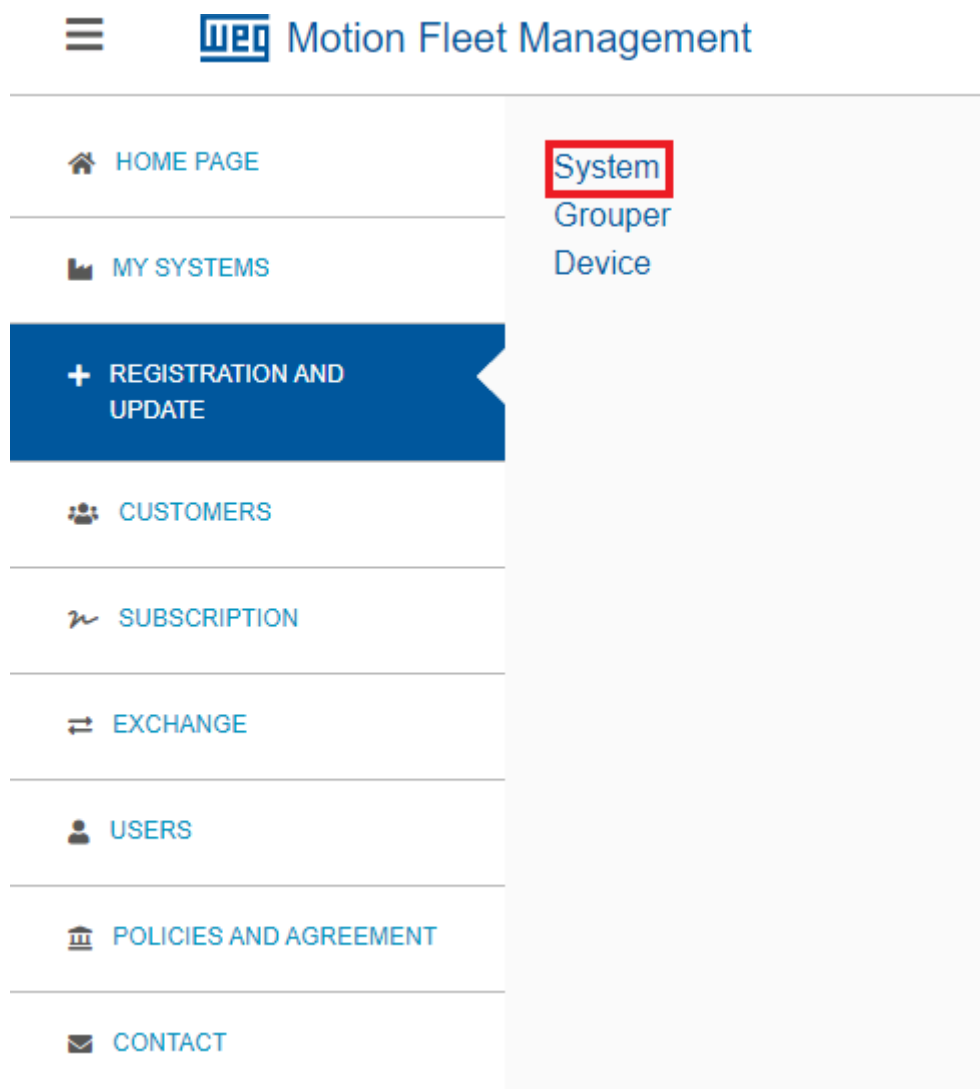 weg Motion Fleet Management
HOME PAGE
MY SYSTEMS
REGISTRATION AND
UPDATE
CUSTOMERS
SUBSCRIPTION
EXCHANGE
USERS
POLICIES AND AGREEMENT
CONTACT
System
Grouper
Device